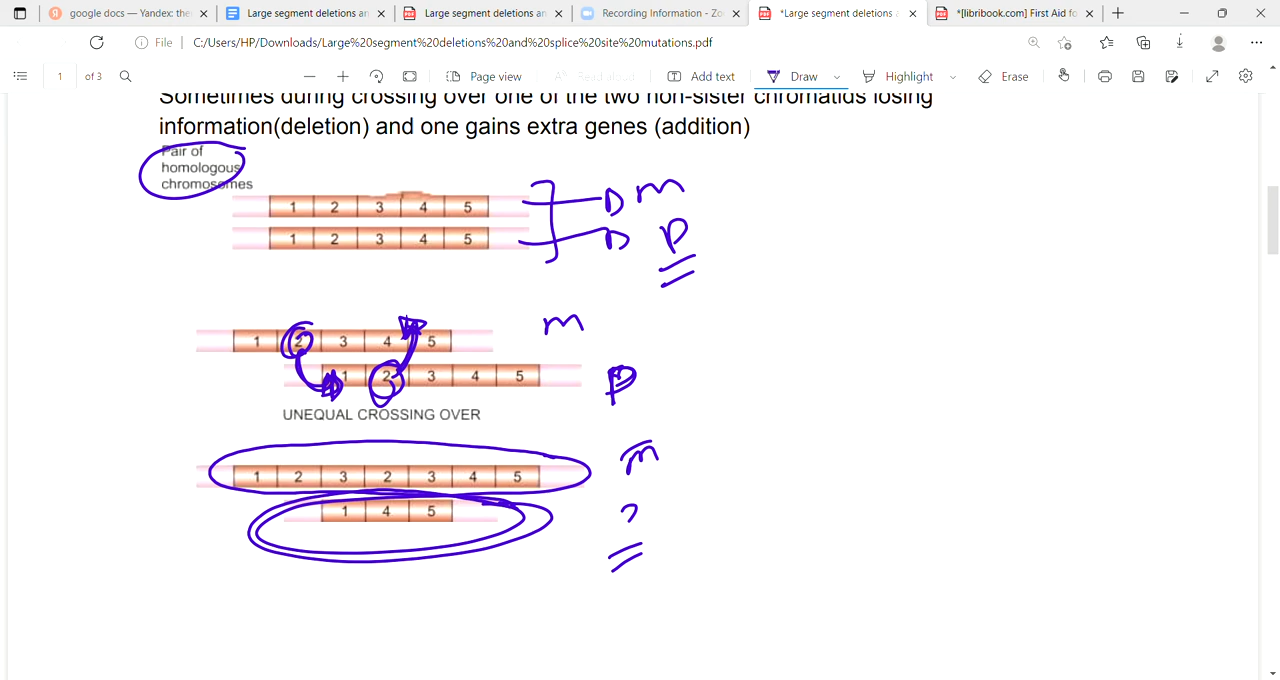 google docs — Yandex: the
Large segment deletions an
Large segment deletions an
Recording Information - Zo
*Large segment deletions a
*[libribook.com] First Aid fo
File
C:/Users/HP/Downloads/Large%20segment%20deletions%20and%20splice%20site%20mutations.pdf
1 of 3
Page view
Read aloud
Add text
Draw
Highlight
Erase
Sometimes during crossing over one of the two non-sister chromatids losing
information(deletion) and one gains extra genes (addition)
Pair of
homologous
chromosomes
1 2 3 4 5 m
1 2 3 4 5 P
1 2 3 4 5 m
1 2 3 4 5 P
UNEQUAL CROSSING OVER
1 2 3 2 3 4 5 m
1 4 5